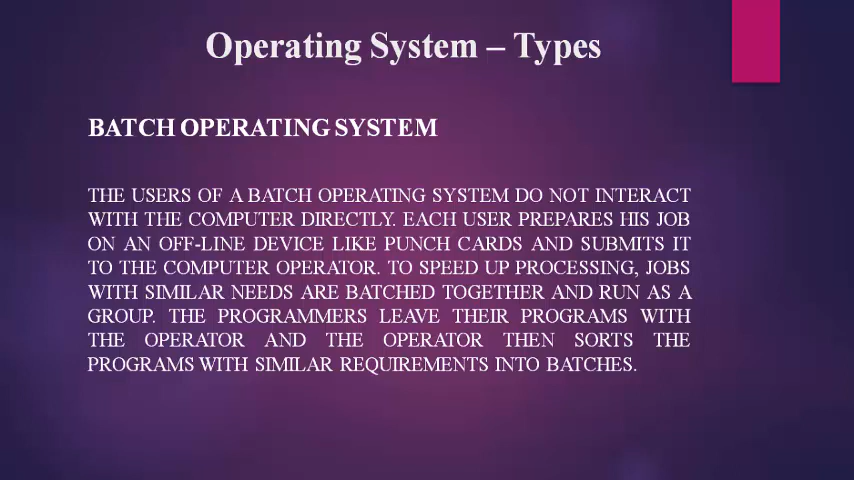 Operating System – Types
BATCH OPERATING SYSTEM
THE USERS OF A BATCH OPERATING SYSTEM DO NOT INTERACT
WITH THE COMPUTER DIRECTLY. EACH USER PREPARES HIS JOB
ON AN OFF-LINE DEVICE LIKE PUNCH CARDS AND SUBMITS IT
TO THE COMPUTER OPERATOR. TO SPEED UP PROCESSING, JOBS
WITH SIMILAR NEEDS ARE BATCHED TOGETHER AND RUN AS A
GROUP. THE PROGRAMMERS LEAVE THEIR PROGRAMS WITH
THE OPERATOR AND THE OPERATOR THEN SORTS THE
PROGRAMS WITH SIMILAR REQUIREMENTS INTO BATCHES.